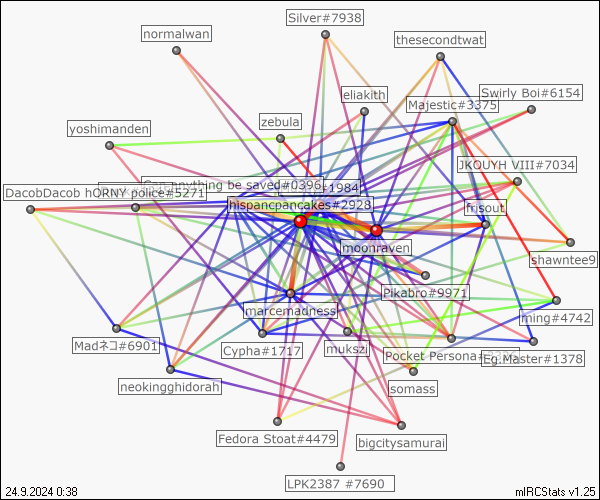 Silver#7938
normalwan
thesecondtwat
eliakith
Swirly Boi#6154
Majestic#3375
zebula
yoshimanden
JKOUYH VIII#7034
anything be saved#0396
#1984
DacobDacob
police#5271
hispancpancakes#2928
frisout
moonraven
shawntee9
Pikabro#9971
marcemadness
ming#4742
Madネコ#6901
Cypha#1717
mukszi
Pocket Persona#
Eg.Master#1378
neokingghidorah
somass
Fedora Stoat#4479
bigcitysamurai
LPK2387 #7690
24.9.2024 0:38
mIRCStats v1.25